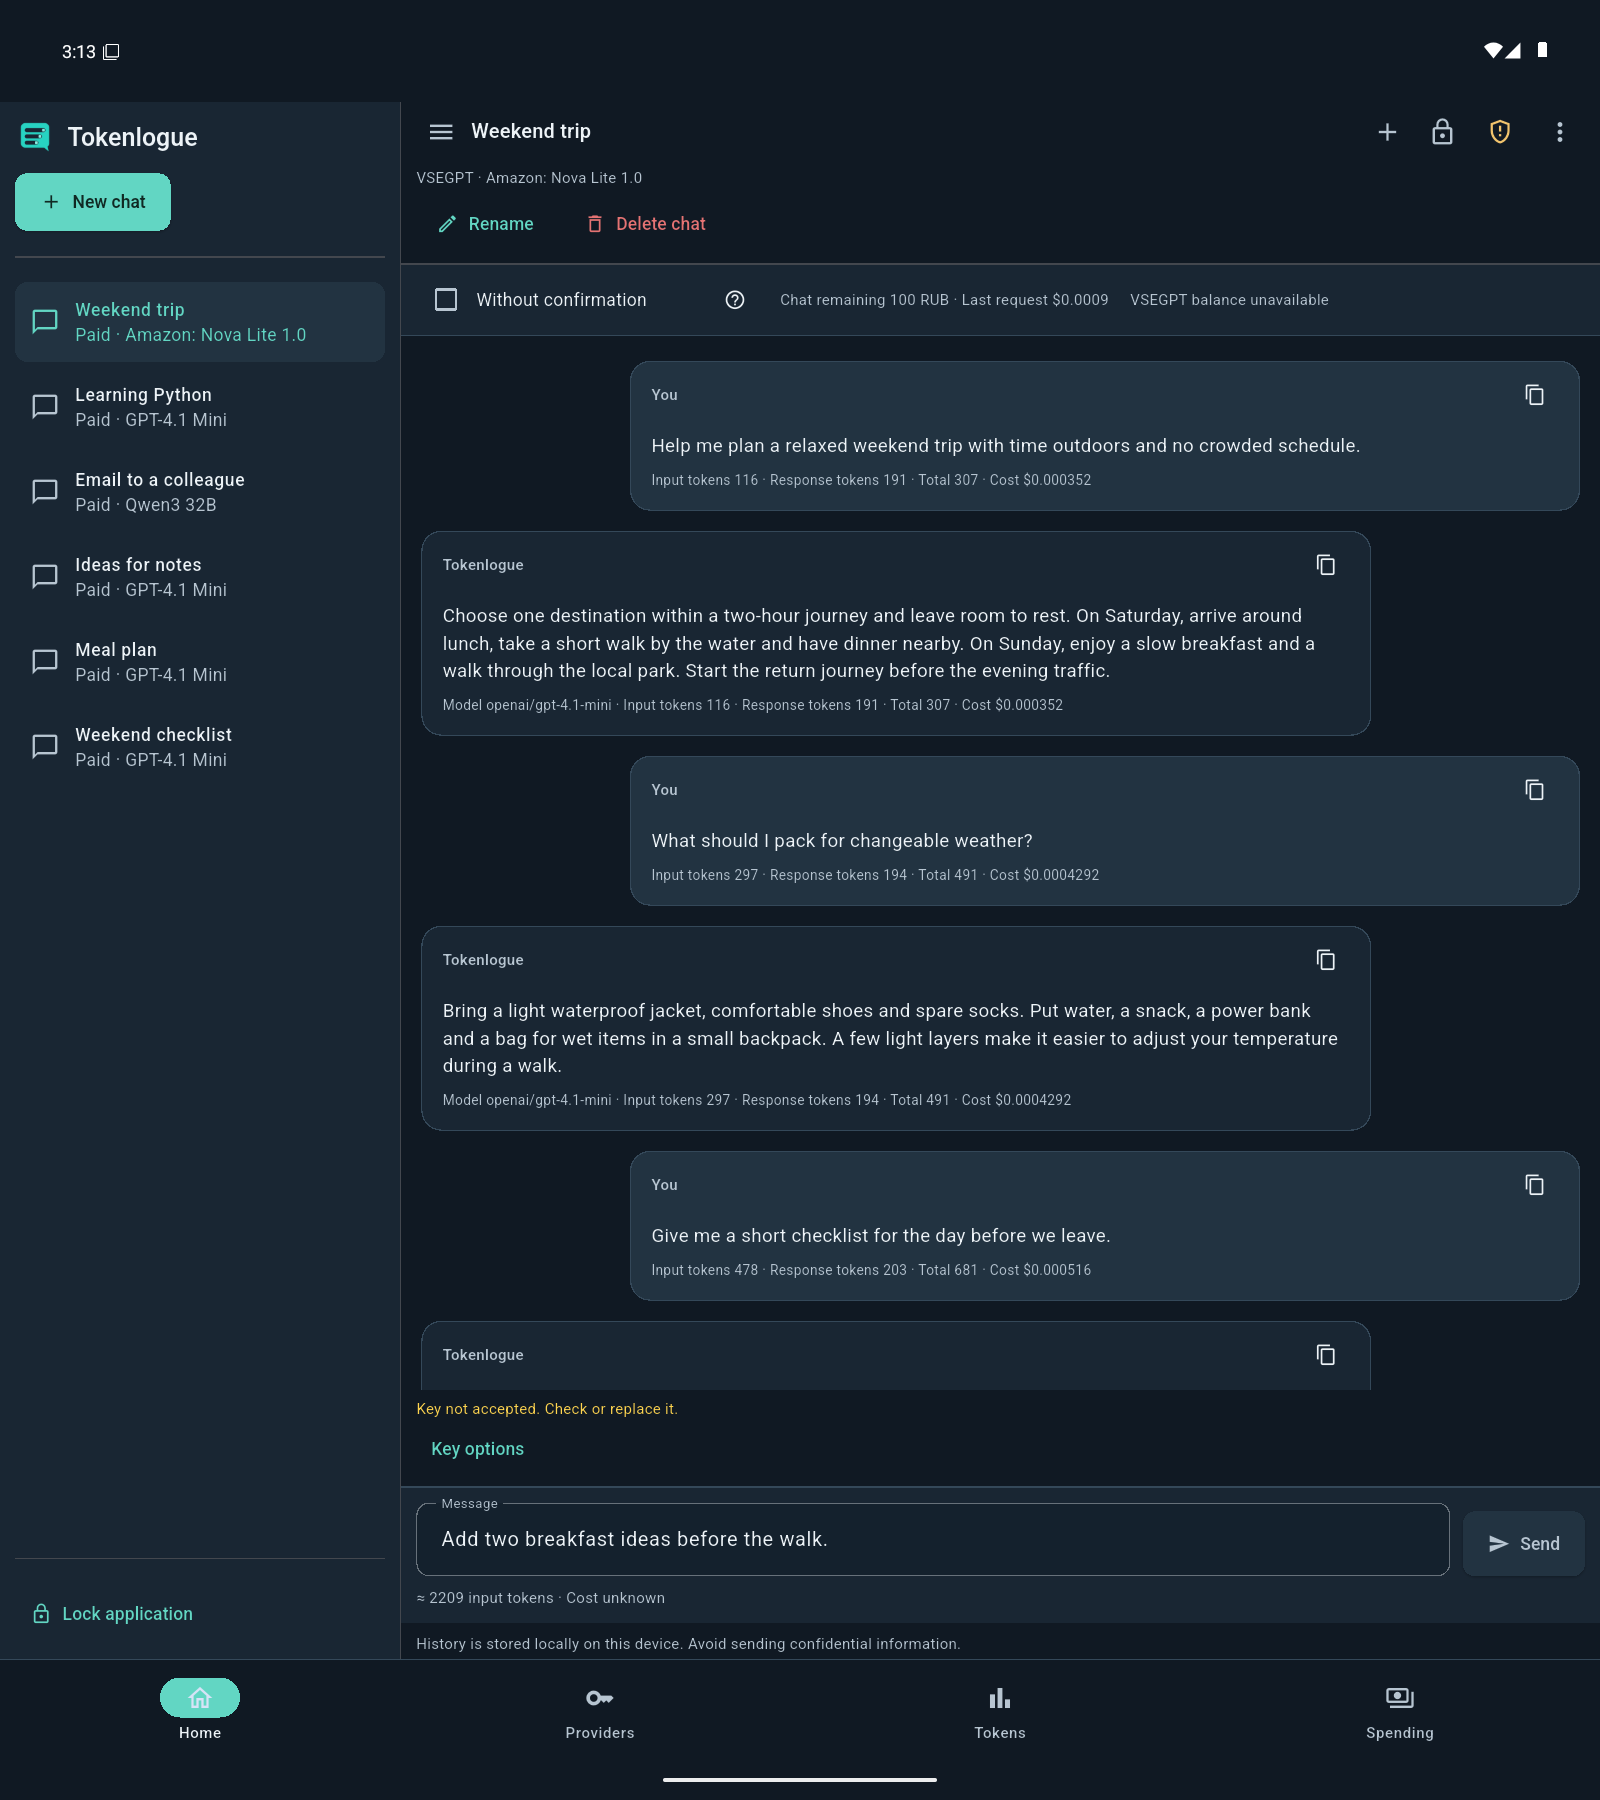 3:13
Tokenlogue
New chat
Weekend trip
Paid · Amazon: Nova Lite 1.0
Learning Python
Paid · GPT-4.1 Mini
Email to a colleague
Paid · Qwen3 32B
Ideas for notes
Paid · GPT-4.1 Mini
Meal plan
Paid · GPT-4.1 Mini
Weekend checklist
Paid · GPT-4.1 Mini
Lock application
Weekend trip
VSEGPT · Amazon: Nova Lite 1.0
Rename
Delete chat
Without confirmation
Chat remaining 100 RUB · Last request $0.0009
VSEGPT balance unavailable
You
Help me plan a relaxed weekend trip with time outdoors and no crowded schedule.
Input tokens 116 · Response tokens 191 · Total 307 · Cost $0.000352
Tokenlogue
Choose one destination within a two-hour journey and leave room to rest. On Saturday, arrive around
lunch, take a short walk by the water and have dinner nearby. On Sunday, enjoy a slow breakfast and a
walk through the local park. Start the return journey before the evening traffic.
Model openai/gpt-4.1-mini · Input tokens 116 · Response tokens 191 · Total 307 · Cost $0.000352
You
What should I pack for changeable weather?
Input tokens 297 · Response tokens 194 · Total 491 · Cost $0.0004292
Tokenlogue
Bring a light waterproof jacket, comfortable shoes and spare socks. Put water, a snack, a power bank
and a bag for wet items in a small backpack. A few light layers make it easier to adjust your temperature
during a walk.
Model openai/gpt-4.1-mini · Input tokens 297 · Response tokens 194 · Total 491 · Cost $0.0004292
You
Give me a short checklist for the day before we leave.
Input tokens 478 · Response tokens 203 · Total 681 · Cost $0.000516
Tokenlogue
Key not accepted. Check or replace it.
Key options
Message
Add two breakfast ideas before the walk.
Send
≈ 2209 input tokens · Cost unknown
History is stored locally on this device. Avoid sending confidential information.
Home
Providers
Tokens
Spending